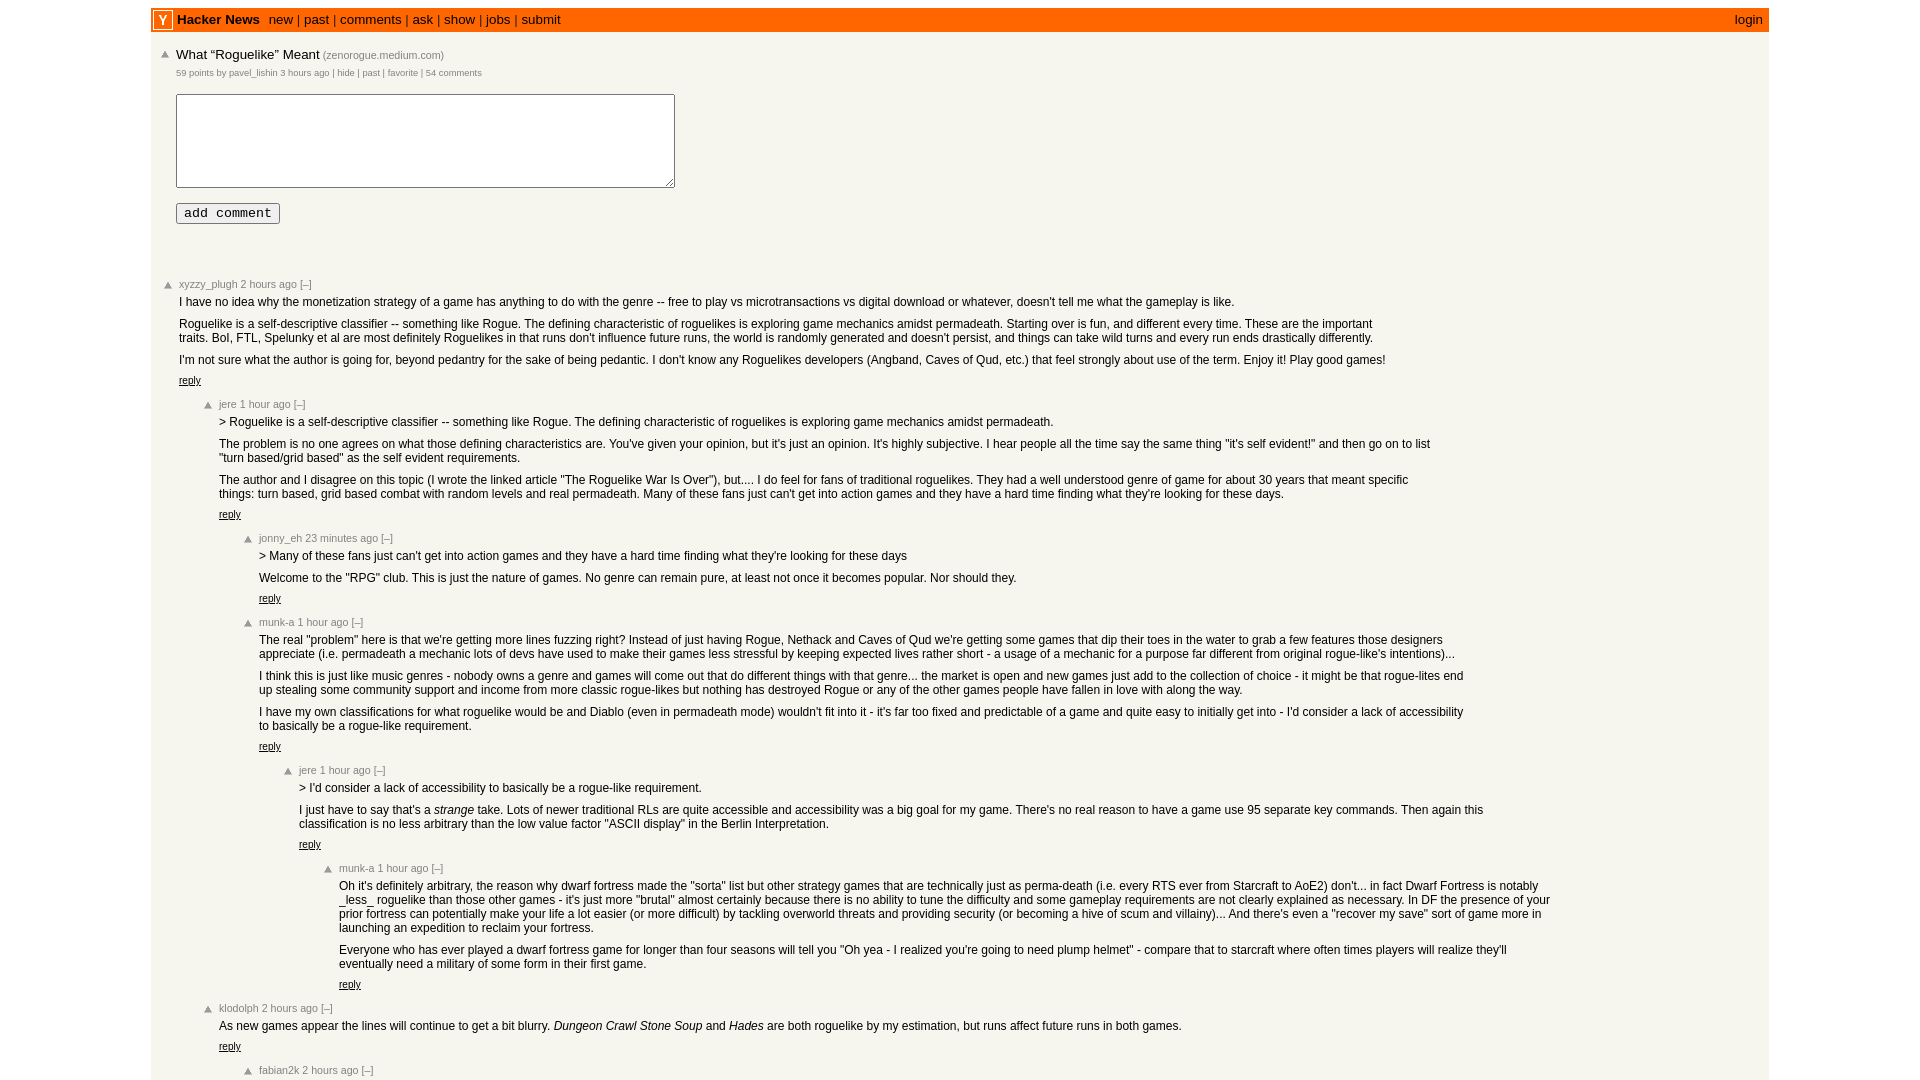 Y Hacker News new | past | comments | ask | show | jobs | submit login
What “Roguelike” Meant (zenorogue.medium.com)
59 points by pavel_lishin 3 hours ago | hide | past | favorite | 54 comments
add comment
xyzzy_plugh 2 hours ago [–]
I have no idea why the monetization strategy of a game has anything to do with the genre -- free to play vs microtransactions vs digital download or whatever, doesn't tell me what the gameplay is like.
Roguelike is a self-descriptive classifier -- something like Rogue. The defining characteristic of roguelikes is exploring game mechanics amidst permadeath. Starting over is fun, and different every time. These are the important
traits. BoI, FTL, Spelunky et al are most definitely Roguelikes in that runs don't influence future runs, the world is randomly generated and doesn't persist, and things can take wild turns and every run ends drastically differently.
I'm not sure what the author is going for, beyond pedantry for the sake of being pedantic. I don't know any Roguelikes developers (Angband, Caves of Qud, etc.) that feel strongly about use of the term. Enjoy it! Play good games!
reply
jere 1 hour ago [–]
> Roguelike is a self-descriptive classifier -- something like Rogue. The defining characteristic of roguelikes is exploring game mechanics amidst permadeath.
The problem is no one agrees on what those defining characteristics are. You've given your opinion, but it's just an opinion. It's highly subjective. I hear people all the time say the same thing "it's self evident!" and then go on to list
"turn based/grid based" as the self evident requirements.
The author and I disagree on this topic (I wrote the linked article "The Roguelike War Is Over"), but.... I do feel for fans of traditional roguelikes. They had a well understood genre of game for about 30 years that meant specific
things: turn based, grid based combat with random levels and real permadeath. Many of these fans just can't get into action games and they have a hard time finding what they're looking for these days.
reply
jonny_eh 23 minutes ago [–]
> Many of these fans just can't get into action games and they have a hard time finding what they're looking for these days
Welcome to the "RPG" club. This is just the nature of games. No genre can remain pure, at least not once it becomes popular. Nor should they.
reply
munk-a 1 hour ago [–]
The real "problem" here is that we're getting more lines fuzzing right? Instead of just having Rogue, Nethack and Caves of Qud we're getting some games that dip their toes in the water to grab a few features those designers
appreciate (i.e. permadeath a mechanic lots of devs have used to make their games less stressful by keeping expected lives rather short - a usage of a mechanic for a purpose far different from original rogue-like's intentions)...
I think this is just like music genres - nobody owns a genre and games will come out that do different things with that genre... the market is open and new games just add to the collection of choice - it might be that rogue-lites end
up stealing some community support and income from more classic rogue-likes but nothing has destroyed Rogue or any of the other games people have fallen in love with along the way.
I have my own classifications for what roguelike would be and Diablo (even in permadeath mode) wouldn't fit into it - it's far too fixed and predictable of a game and quite easy to initially get into - I'd consider a lack of accessibility
to basically be a rogue-like requirement.
reply
jere 1 hour ago [–]
> I'd consider a lack of accessibility to basically be a rogue-like requirement.
I just have to say that's a strange take. Lots of newer traditional RLs are quite accessible and accessibility was a big goal for my game. There's no real reason to have a game use 95 separate key commands. Then again this
classification is no less arbitrary than the low value factor "ASCII display" in the Berlin Interpretation.
reply
munk-a 1 hour ago [–]
Oh it's definitely arbitrary, the reason why dwarf fortress made the "sorta" list but other strategy games that are technically just as perma-death (i.e. every RTS ever from Starcraft to AoE2) don't... in fact Dwarf Fortress is notably
_less_ roguelike than those other games - it's just more "brutal" almost certainly because there is no ability to tune the difficulty and some gameplay requirements are not clearly explained as necessary. In DF the presence of your
prior fortress can potentially make your life a lot easier (or more difficult) by tackling overworld threats and providing security (or becoming a hive of scum and villainy)... And there's even a "recover my save" sort of game more in
launching an expedition to reclaim your fortress.
Everyone who has ever played a dwarf fortress game for longer than four seasons will tell you "Oh yea - I realized you're going to need plump helmet" - compare that to starcraft where often times players will realize they'll
eventually need a military of some form in their first game.
reply
klodolph 2 hours ago [–]
As new games appear the lines will continue to get a bit blurry. Dungeon Crawl Stone Soup and Hades are both roguelike by my estimation, but runs affect future runs in both games.
reply
fabian2k 2 hours ago [–]